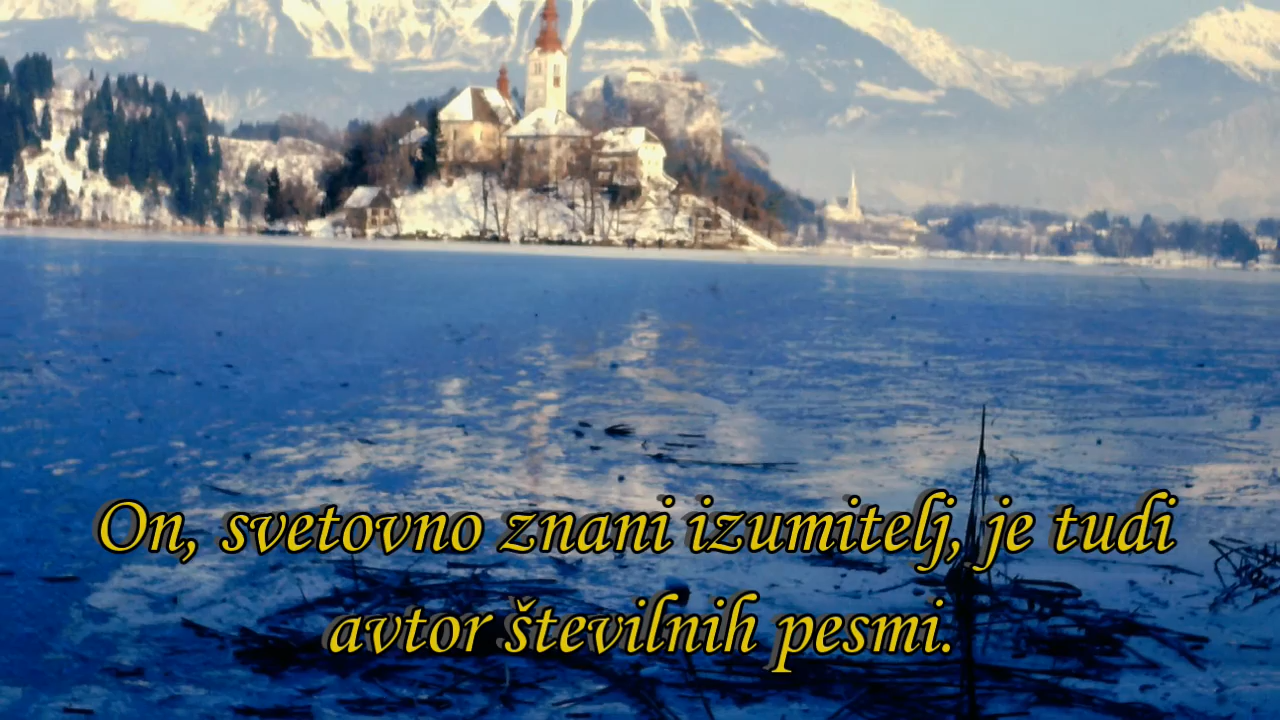 On, svetovno znani izumitelj, je tudi
avtor številnih pesmi.